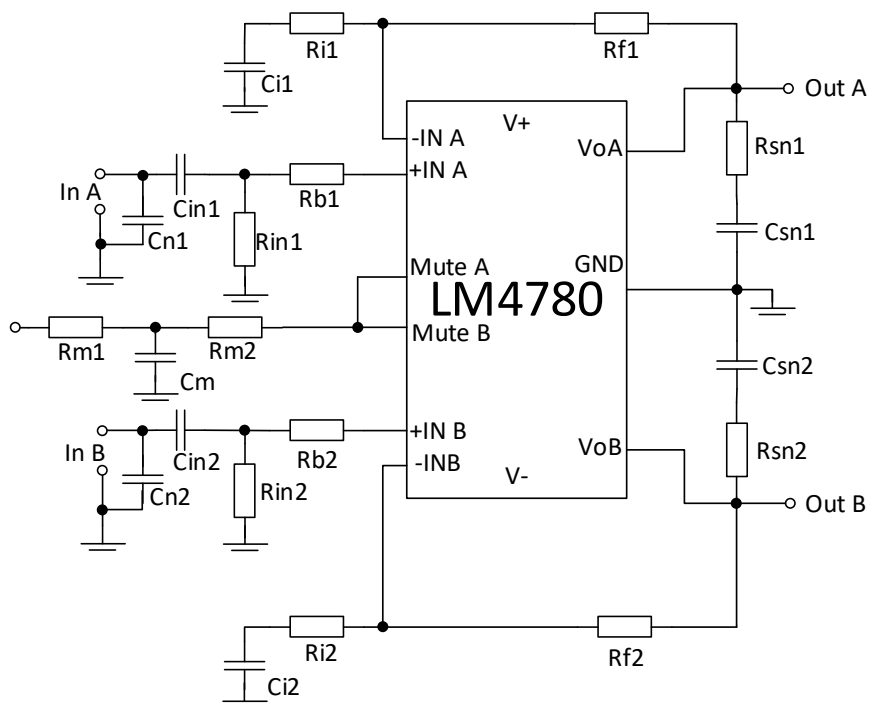 Ri1
Rf1
Ci1
Out A
V+
-IN A
VoA
Rsn1
+IN A
In A
Cin1
Rb1
Cn1
Rin1
Csn1
Mute A
GND
LM4780
Mute B
Rm1
Rm2
Cm
Csn2
+IN B
VoB
In B
Cin2
Rb2
-INB
Rsn2
Cn2
Rin2
V-
Out B
Ri2
Rf2
Ci2